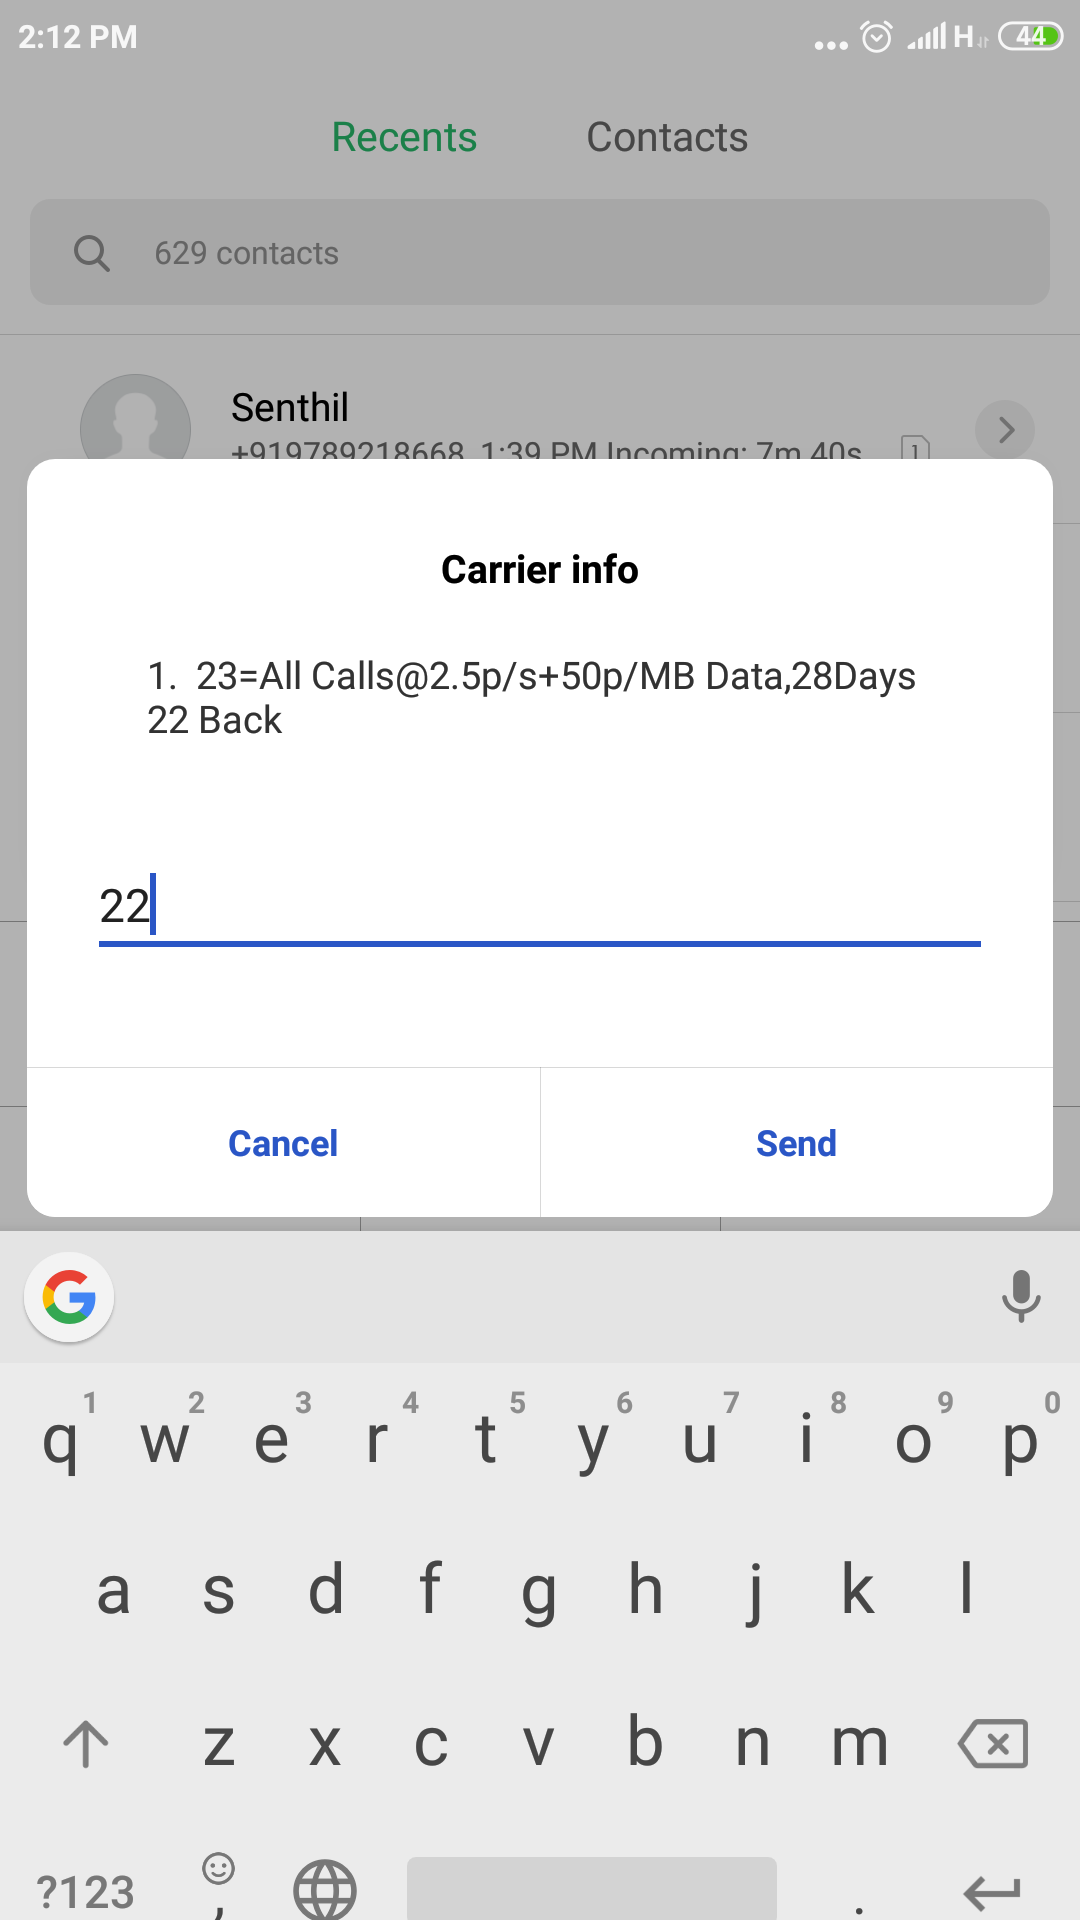 2:12 PM
H
44
Recents Contacts
629 contacts
Senthil
+919789218668 1:39 PM Incoming: 7m 40s 1
Carrier info
1. 23=All Calls@2.5p/s+50p/MB Data,28Days
22 Back
22
Cancel Send
G
1 2 3 4 5 6 7 8 9 0
q w e r t y u i o p
a s d f g h j k l
z x c v b n m
?123 , .